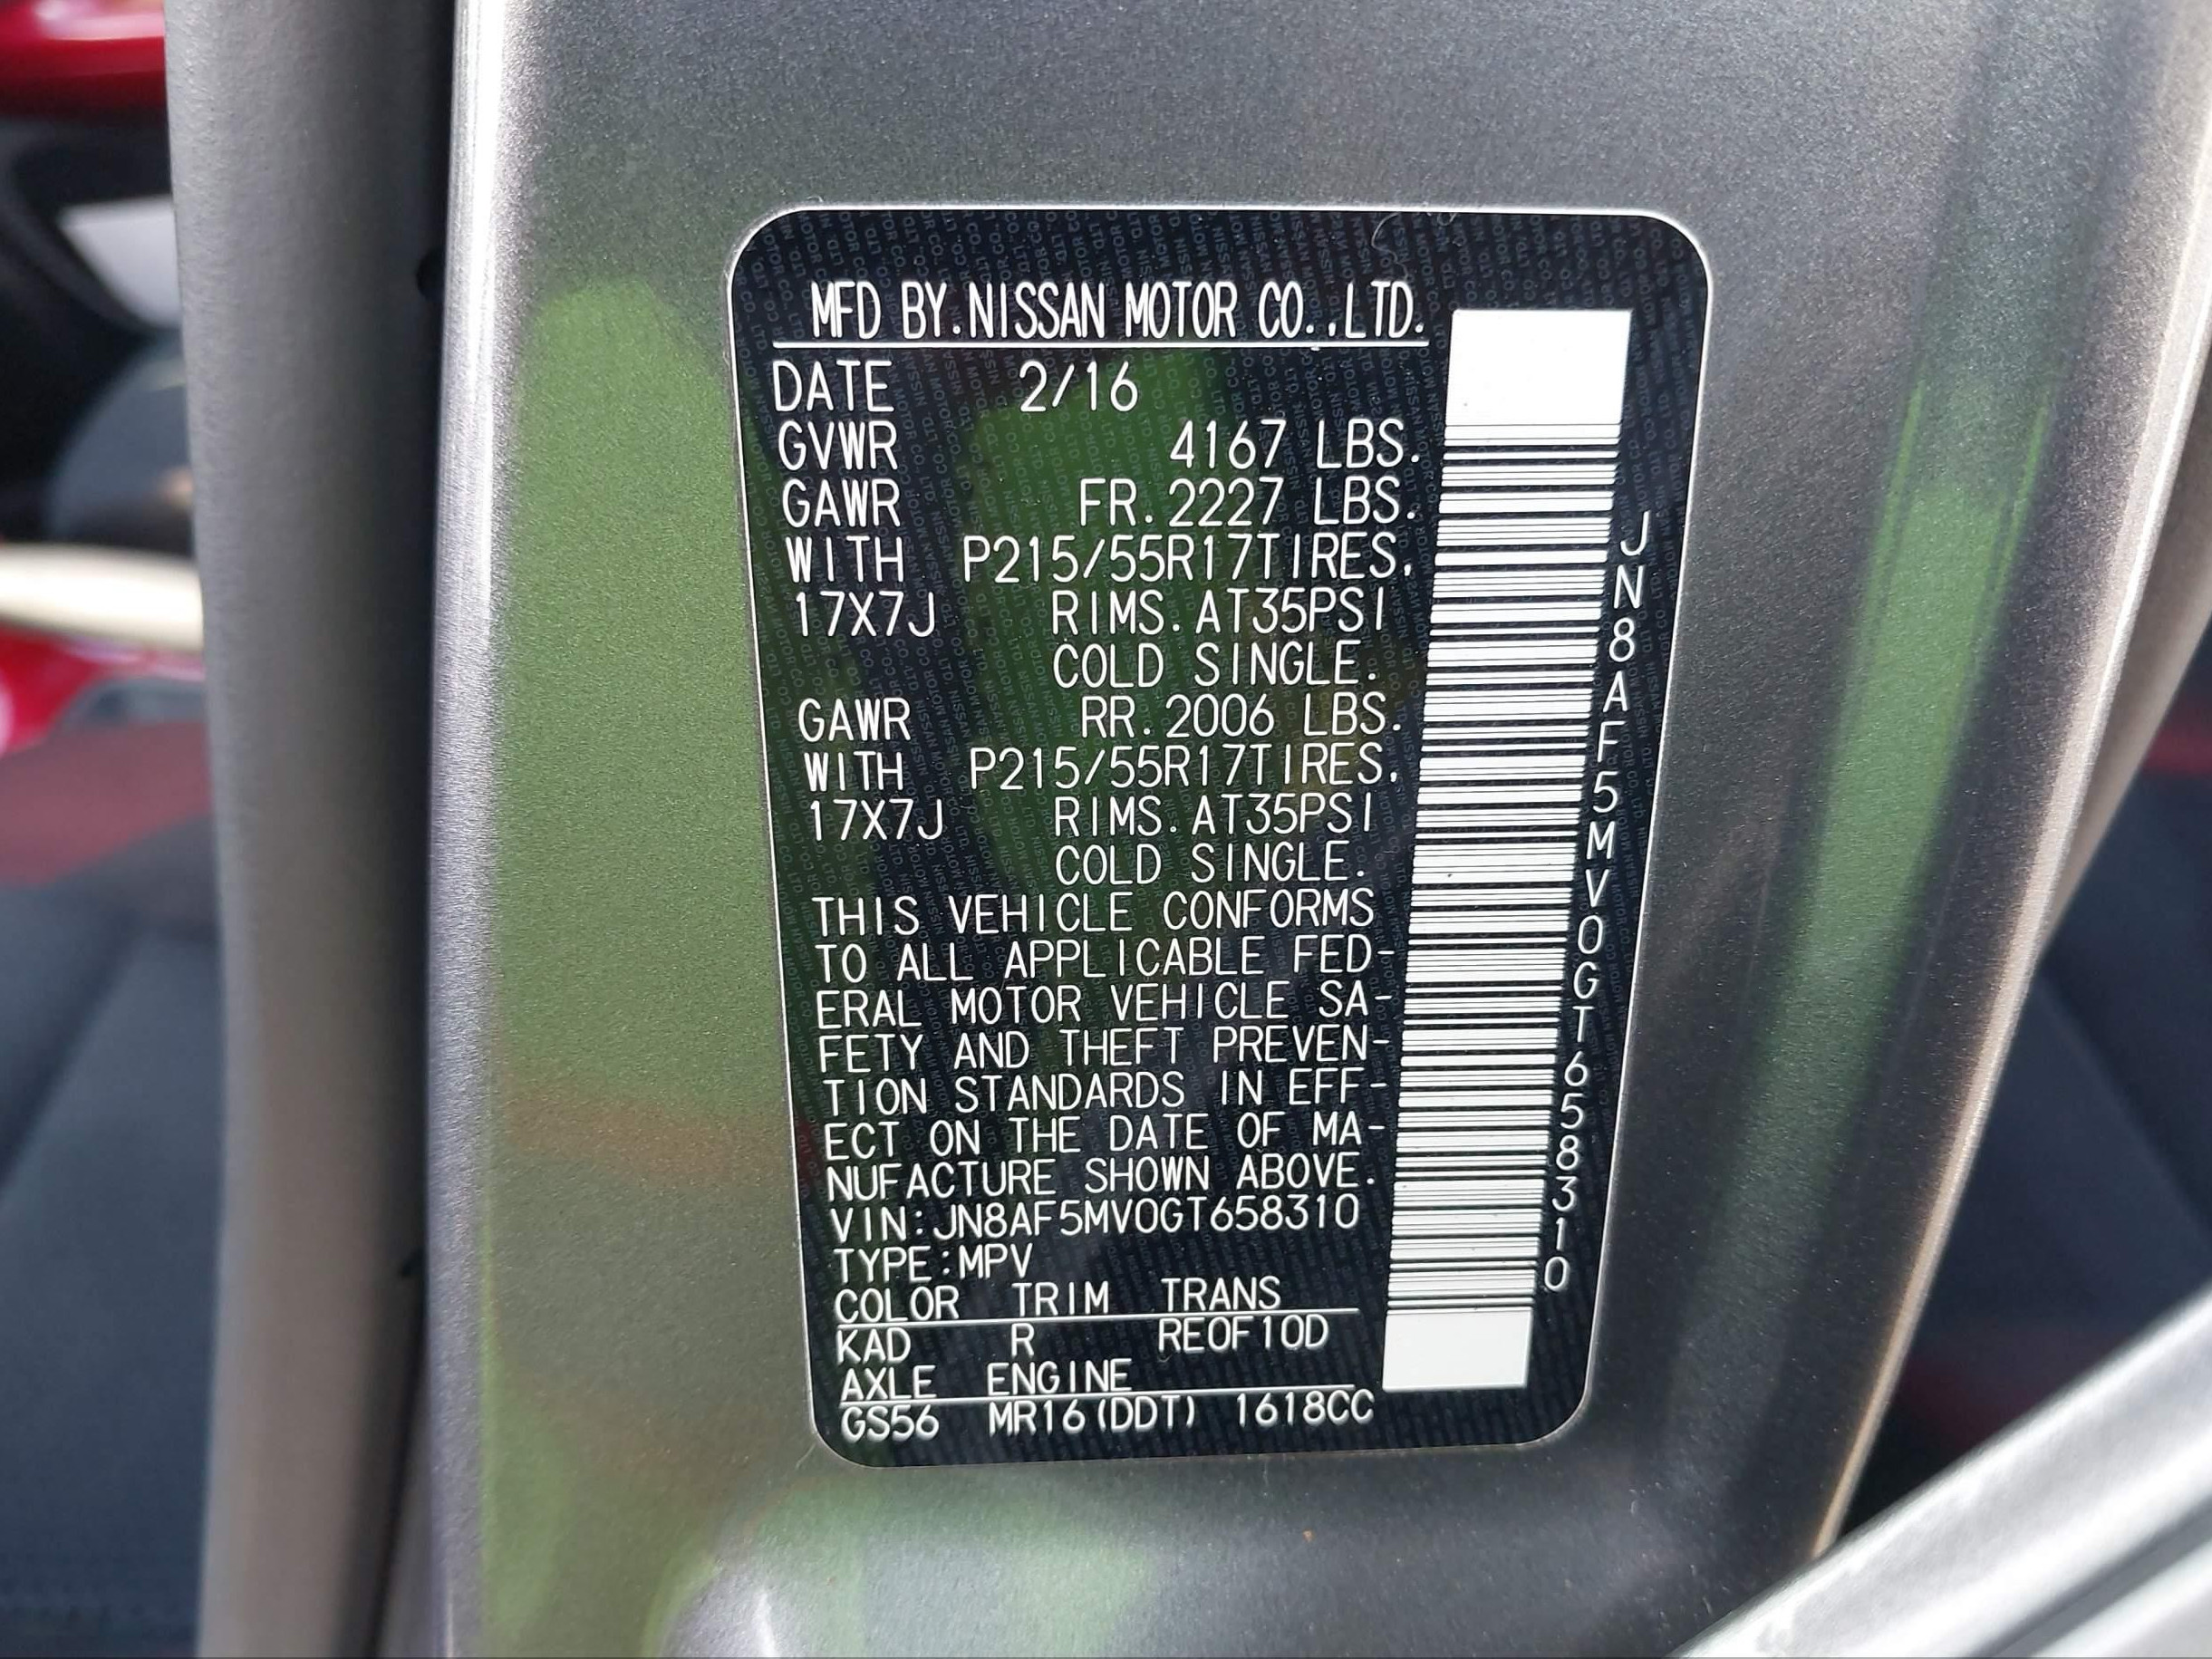 MFD BY.NISSAN MOTOR CO.,LTD.
DATE 2/16
GVWR 4167 LBS.
GAWR FR.2227 LBS.
WITH P215/55R17TIRES.
17X7J RIMS.AT35PSI
COLD SINGLE.
GAWR RR.2006 LBS.
WITH P215/55R17TIRES.
17X7J RIMS.AT35PSI
COLD SINGLE.
THIS VEHICLE CONFORMS
TO ALL APPLICABLE FED-
ERAL MOTOR VEHICLE SA-
FETY AND THEFT PREVEN-
TION STANDARDS IN EFF-
ECT ON THE DATE OF MA-
NUFACTURE SHOWN ABOVE.
VIN:JN8AF5MV0GT658310
TYPE:MPV
COLOR TRIM TRANS
KAD R RE0F10D
AXLE ENGINE
GS56 MR16(DDT) 1618CC
JN8AF5MV0GT658310